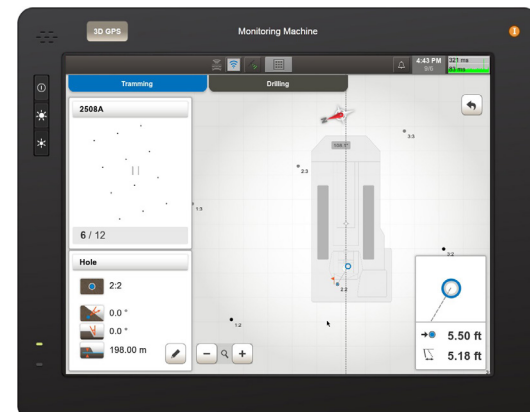 3D GPS
Monitoring Machine
4:43 PM
9/6
321 ms
83 ms
Tramming
Drilling
2508A
6 / 12
Hole
2:2
0.0 °
0.0 °
198.00 m
3:3
2:3
1:3
3:2
2:2
1:2
5.50 ft
5.18 ft